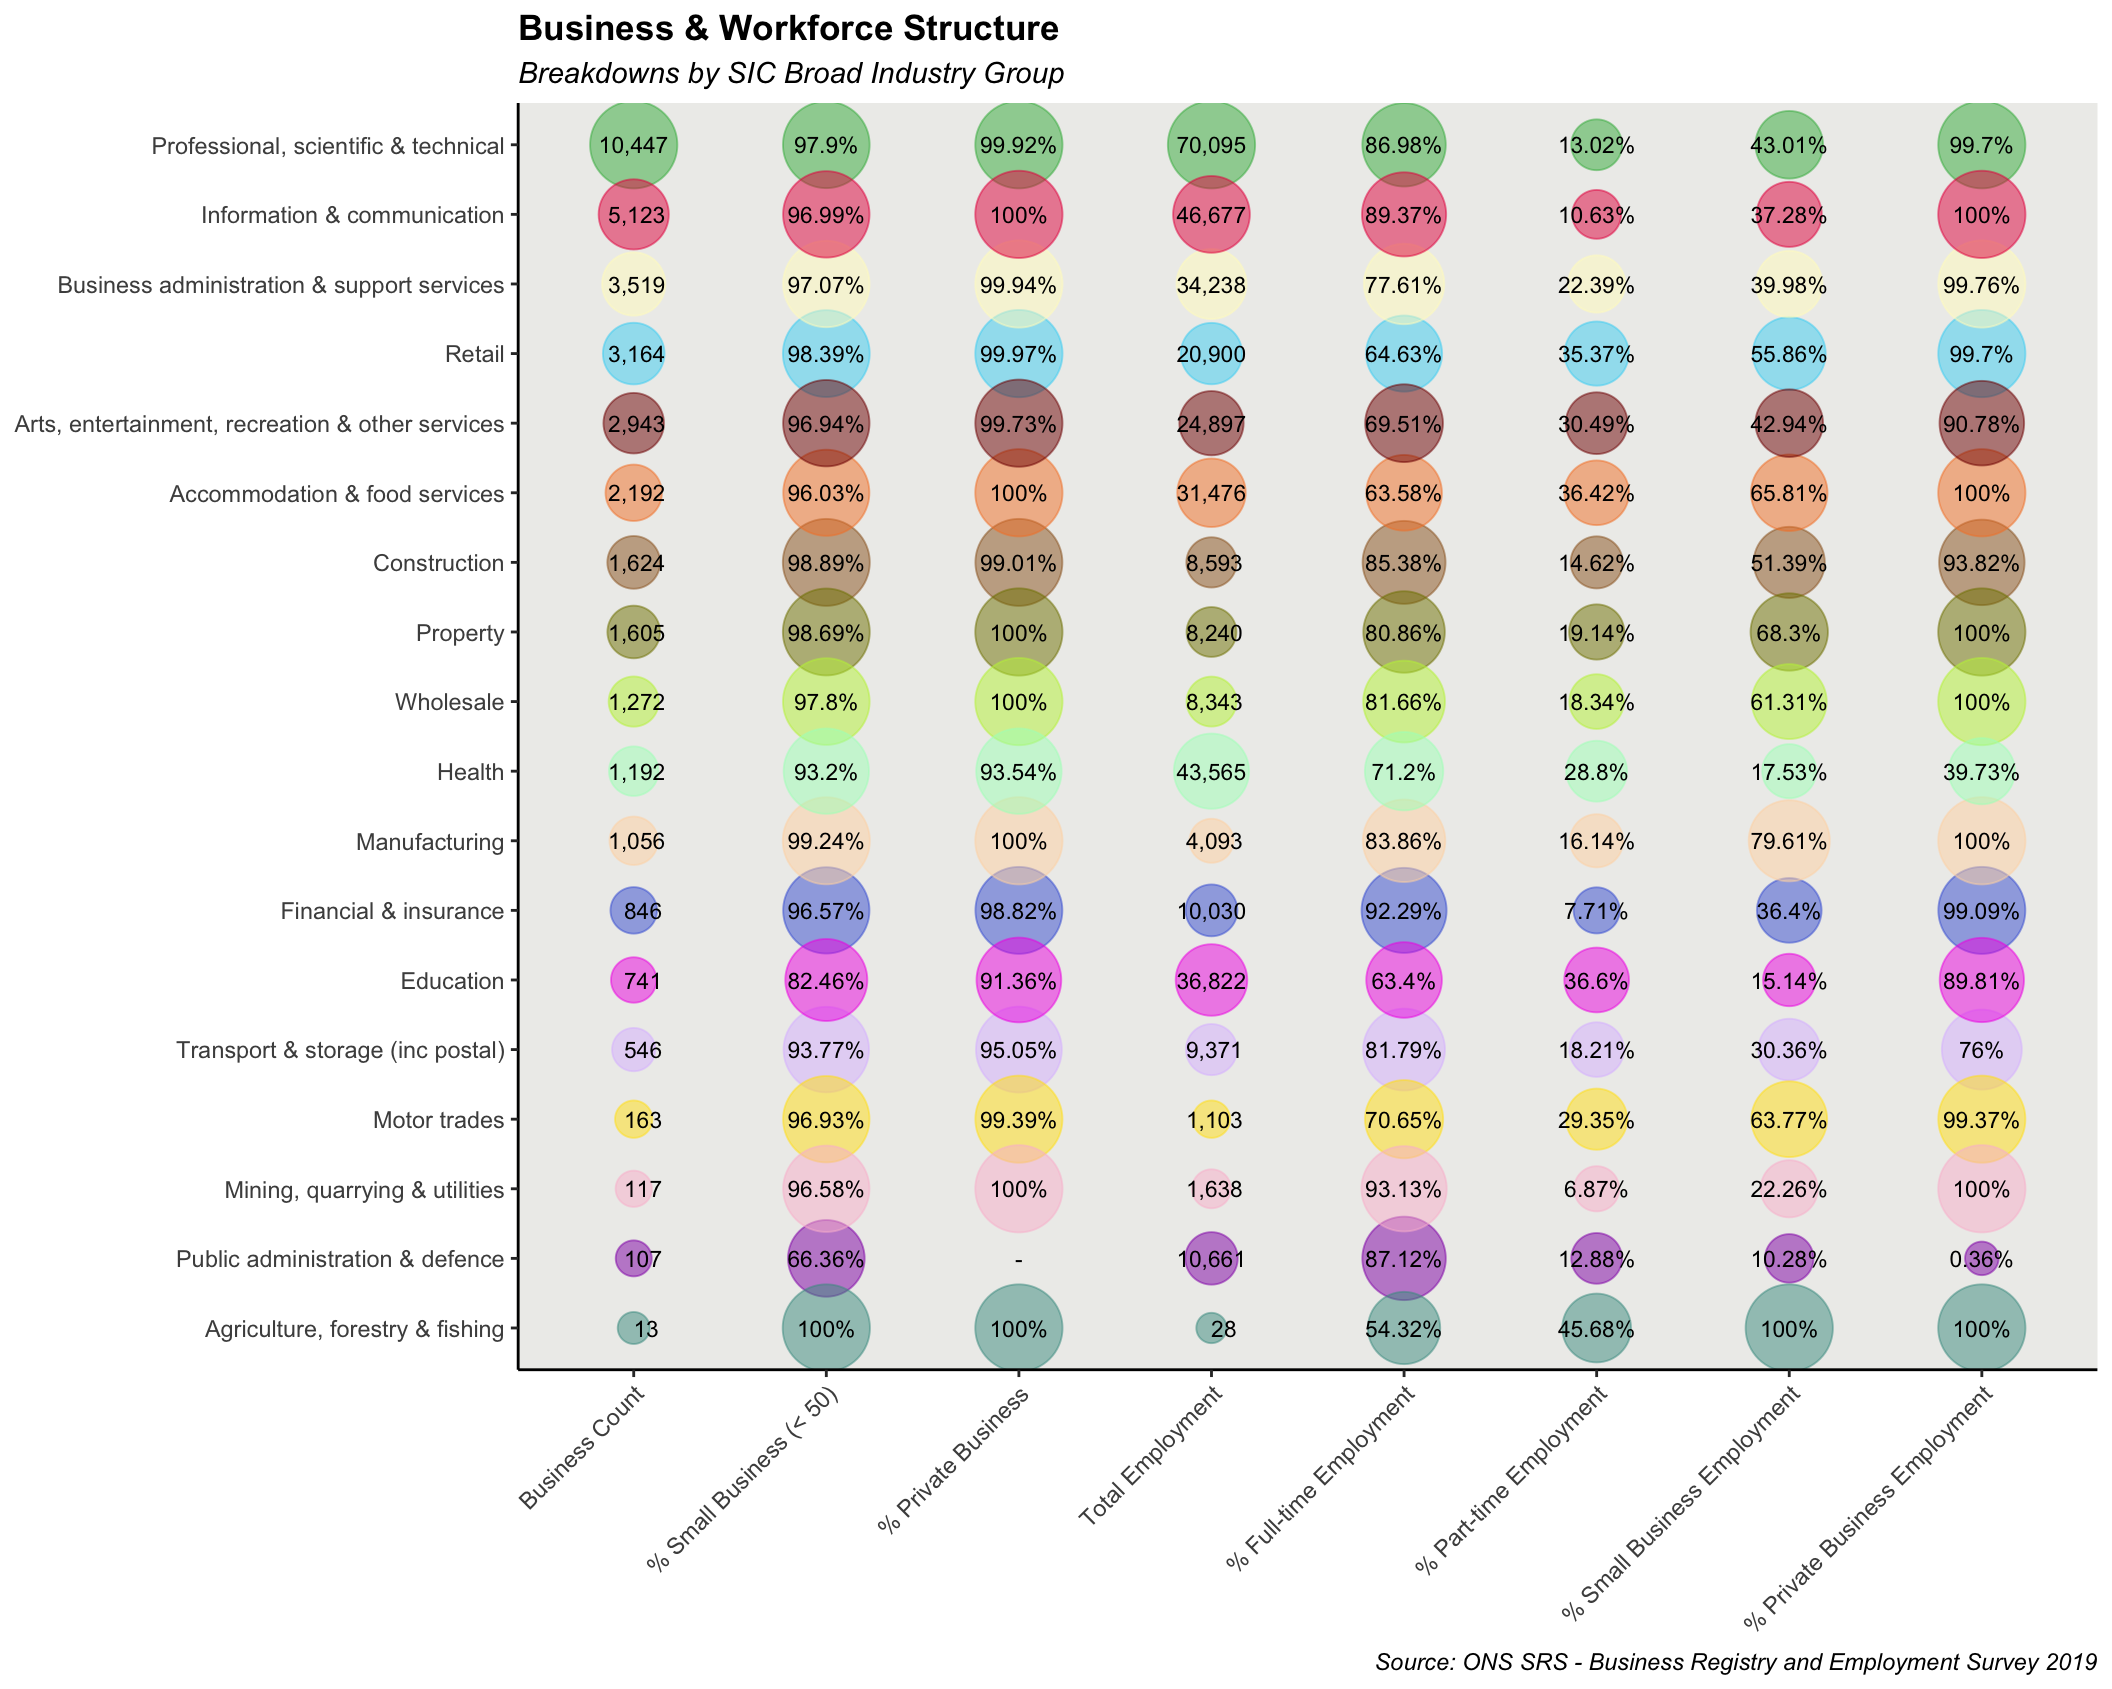 Business & Workforce Structure
Breakdowns by SIC Broad Industry Group
Professional, scientific & technical 10,447 97.9% 99.92% 70,095 86.98% 13.02% 43.01% 99.7%
Information & communication 5,123 96.99% 100% 46,677 89.37% 10.63% 37.28% 100%
Business administration & support services 3,519 97.07% 99.94% 34,238 77.61% 22.39% 39.98% 99.76%
Retail 3,164 98.39% 99.97% 20,900 64.63% 35.37% 55.86% 99.7%
Arts, entertainment, recreation & other services 2,943 96.94% 99.73% 24,897 69.51% 30.49% 42.94% 90.78%
Accommodation & food services 2,192 96.03% 100% 31,476 63.58% 36.42% 65.81% 100%
Construction 1,624 98.89% 99.01% 8,593 85.38% 14.62% 51.39% 93.82%
Property 1,605 98.69% 100% 8,240 80.86% 19.14% 68.3% 100%
Wholesale 1,272 97.8% 100% 8,343 81.66% 18.34% 61.31% 100%
Health 1,192 93.2% 93.54% 43,565 71.2% 28.8% 17.53% 39.73%
Manufacturing 1,056 99.24% 100% 4,093 83.86% 16.14% 79.61% 100%
Financial & insurance 846 96.57% 98.82% 10,030 92.29% 7.71% 36.4% 99.09%
Education 741 82.46% 91.36% 36,822 63.4% 36.6% 15.14% 89.81%
Transport & storage (inc postal) 546 93.77% 95.05% 9,371 81.79% 18.21% 30.36% 76%
Motor trades 163 96.93% 99.39% 1,103 70.65% 29.35% 63.77% 99.37%
Mining, quarrying & utilities 117 96.58% 100% 1,638 93.13% 6.87% 22.26% 100%
Public administration & defence 107 66.36% - 10,661 87.12% 12.88% 10.28% 0.36%
Agriculture, forestry & fishing 13 100% 100% 28 54.32% 45.68% 100% 100%
Business Count
% Small Business (< 50)
% Private Business
Total Employment
% Full-time Employment
% Part-time Employment
% Small Business Employment
% Private Business Employment
Source: ONS SRS - Business Registry and Employment Survey 2019